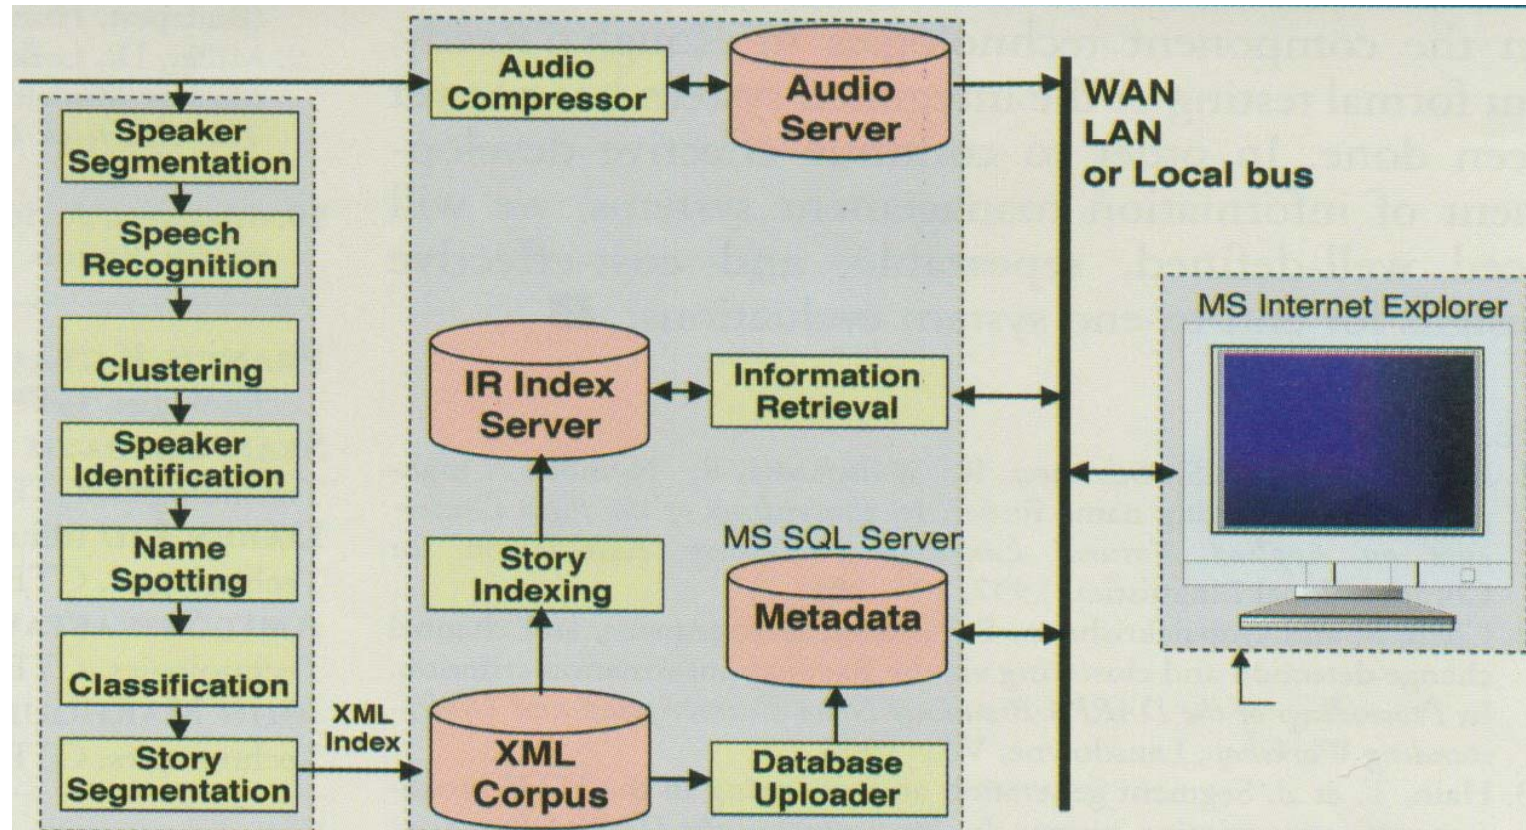 Audio
Compressor
Audio
Server
WAN
LAN
or Local bus
Speaker
Segmentation
Speech
Recognition
Clustering
Speaker
Identification
Name
Spotting
Classification
Story
Segmentation
XML
Index
IR Index
Server
Information
Retrieval
Story
Indexing
MS SQL Server
Metadata
XML
Corpus
Database
Uploader
MS Internet Explorer